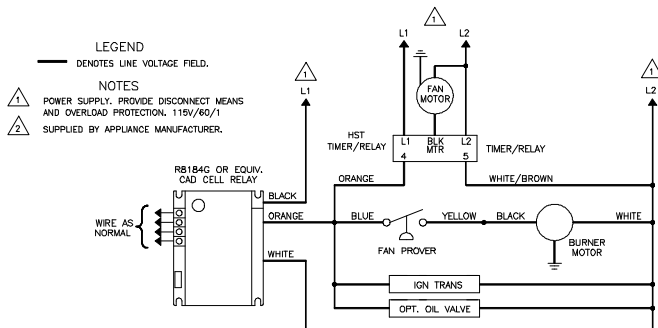 LEGEND
DENOTES LINE VOLTAGE FIELD.
NOTES
1 POWER SUPPLY. PROVIDE DISCONNECT MEANS
AND OVERLOAD PROTECTION. 115V/60/1
2 SUPPLIED BY APPLIANCE MANUFACTURER.
1
L1
L2
1
L1
1
L2
FAN
MOTOR
HST
TIMER/RELAY
L1 BLK L2
4 MTR 5
TIMER/RELAY
R8184G OR EQUIV.
CAD CELL RELAY
ORANGE
WHITE/BROWN
BLACK
WIRE AS
NORMAL
ORANGE
BLUE
YELLOW
BLACK
WHITE
FAN PROVER
BURNER
MOTOR
WHITE
IGN TRANS
OPT. OIL VALVE